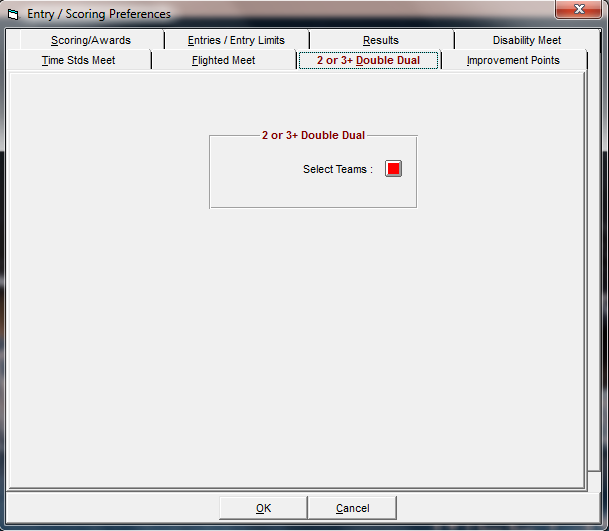 Entry / Scoring Preferences
Scoring/Awards Entries / Entry Limits Results Disability Meet
Time Stds Meet Flighted Meet 2 or 3+ Double Dual Improvement Points
2 or 3+ Double Dual
Select Teams :
OK Cancel